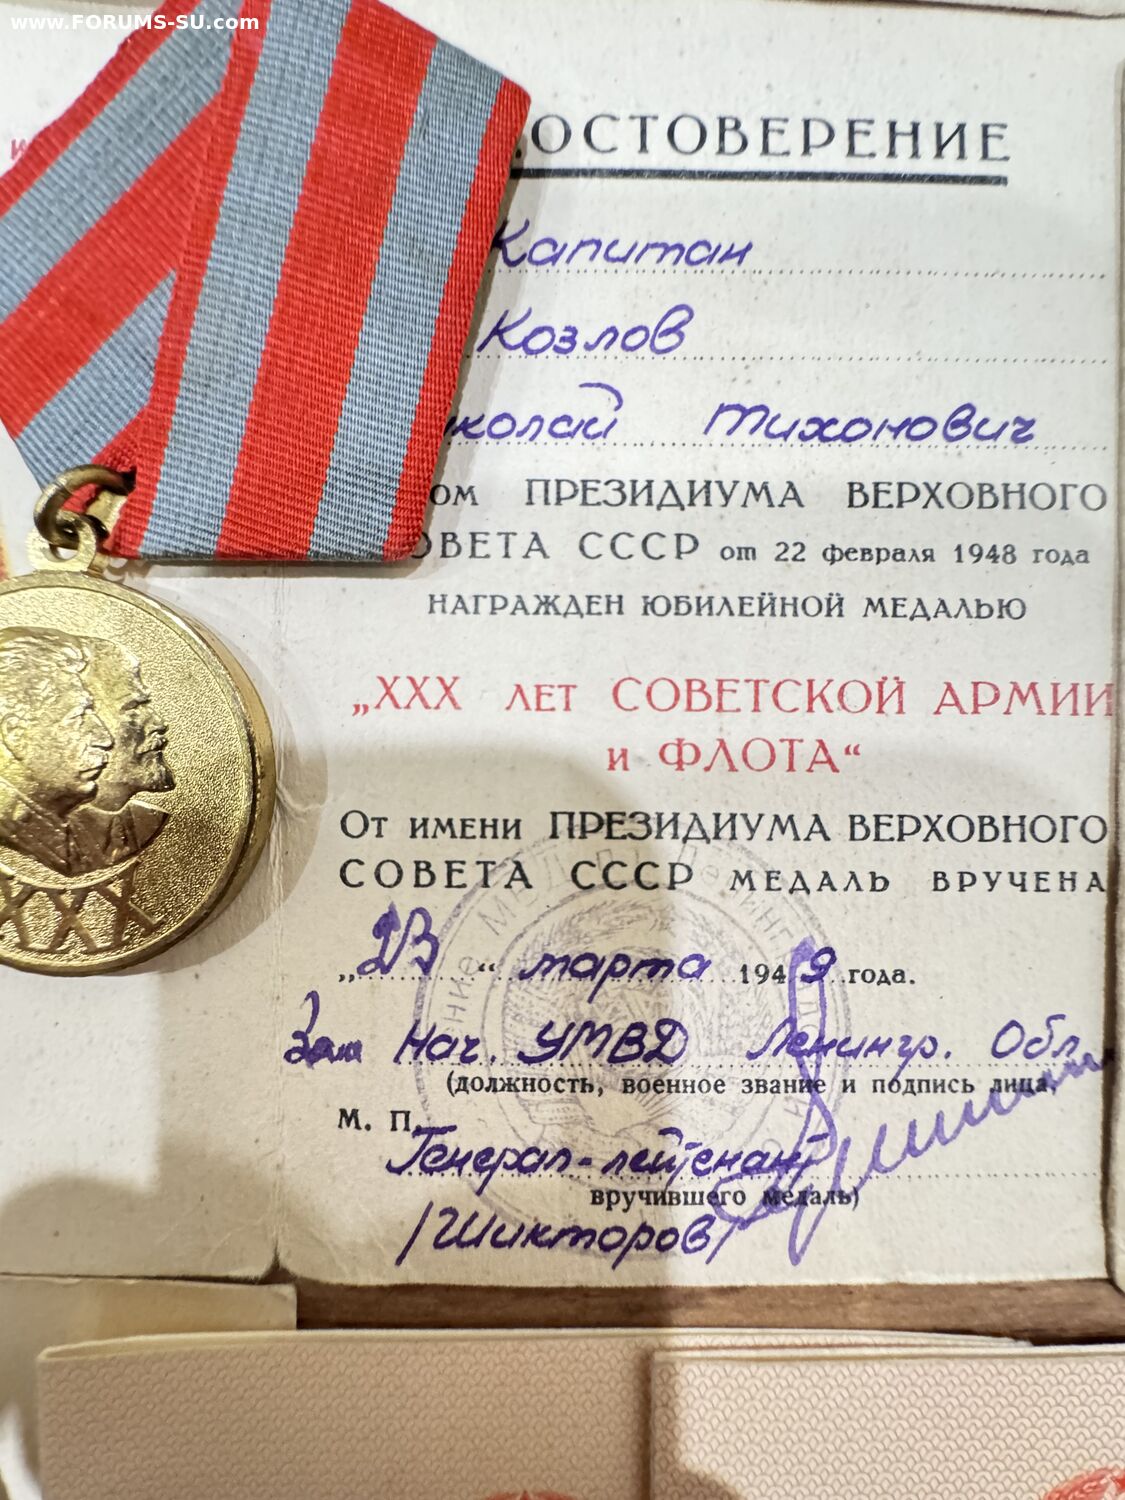 www.FORUMS-SU.com
ОСТОВЕРЕНИЕ
Капитан
Козлов
иколай Тихонович
ом ПРЕЗИДИУМА ВЕРХОВНОГО
ОВЕТА СССР от 22 февраля 1948 года
НАГРАЖДЕН ЮБИЛЕЙНОЙ МЕДАЛЬЮ
„XXX ЛЕТ СОВЕТСКОЙ АРМИИ
и ФЛОТА“
От имени ПРЕЗИДИУМА ВЕРХОВНОГО
СОВЕТА СССР МЕДАЛЬ ВРУЧЕНА
„23“ марта 1949 года.
Зам Нач. УМВД Ленингр. Обл.
(должность, военное звание и подпись лица,
М. П.
Генерал-лейтенант
вручившего медаль)
/Шикторов/
XXX